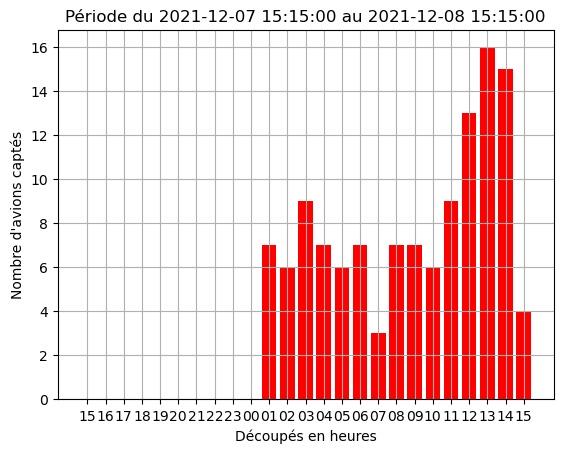 Période du 2021-12-07 15:15:00 au 2021-12-08 15:15:00
16
14
12
10
8
6
4
2
0
Nombre d'avions captés
15 16 17 18 19 20 21 22 23 00 01 02 03 04 05 06 07 08 09 10 11 12 13 14 15
Découpés en heures